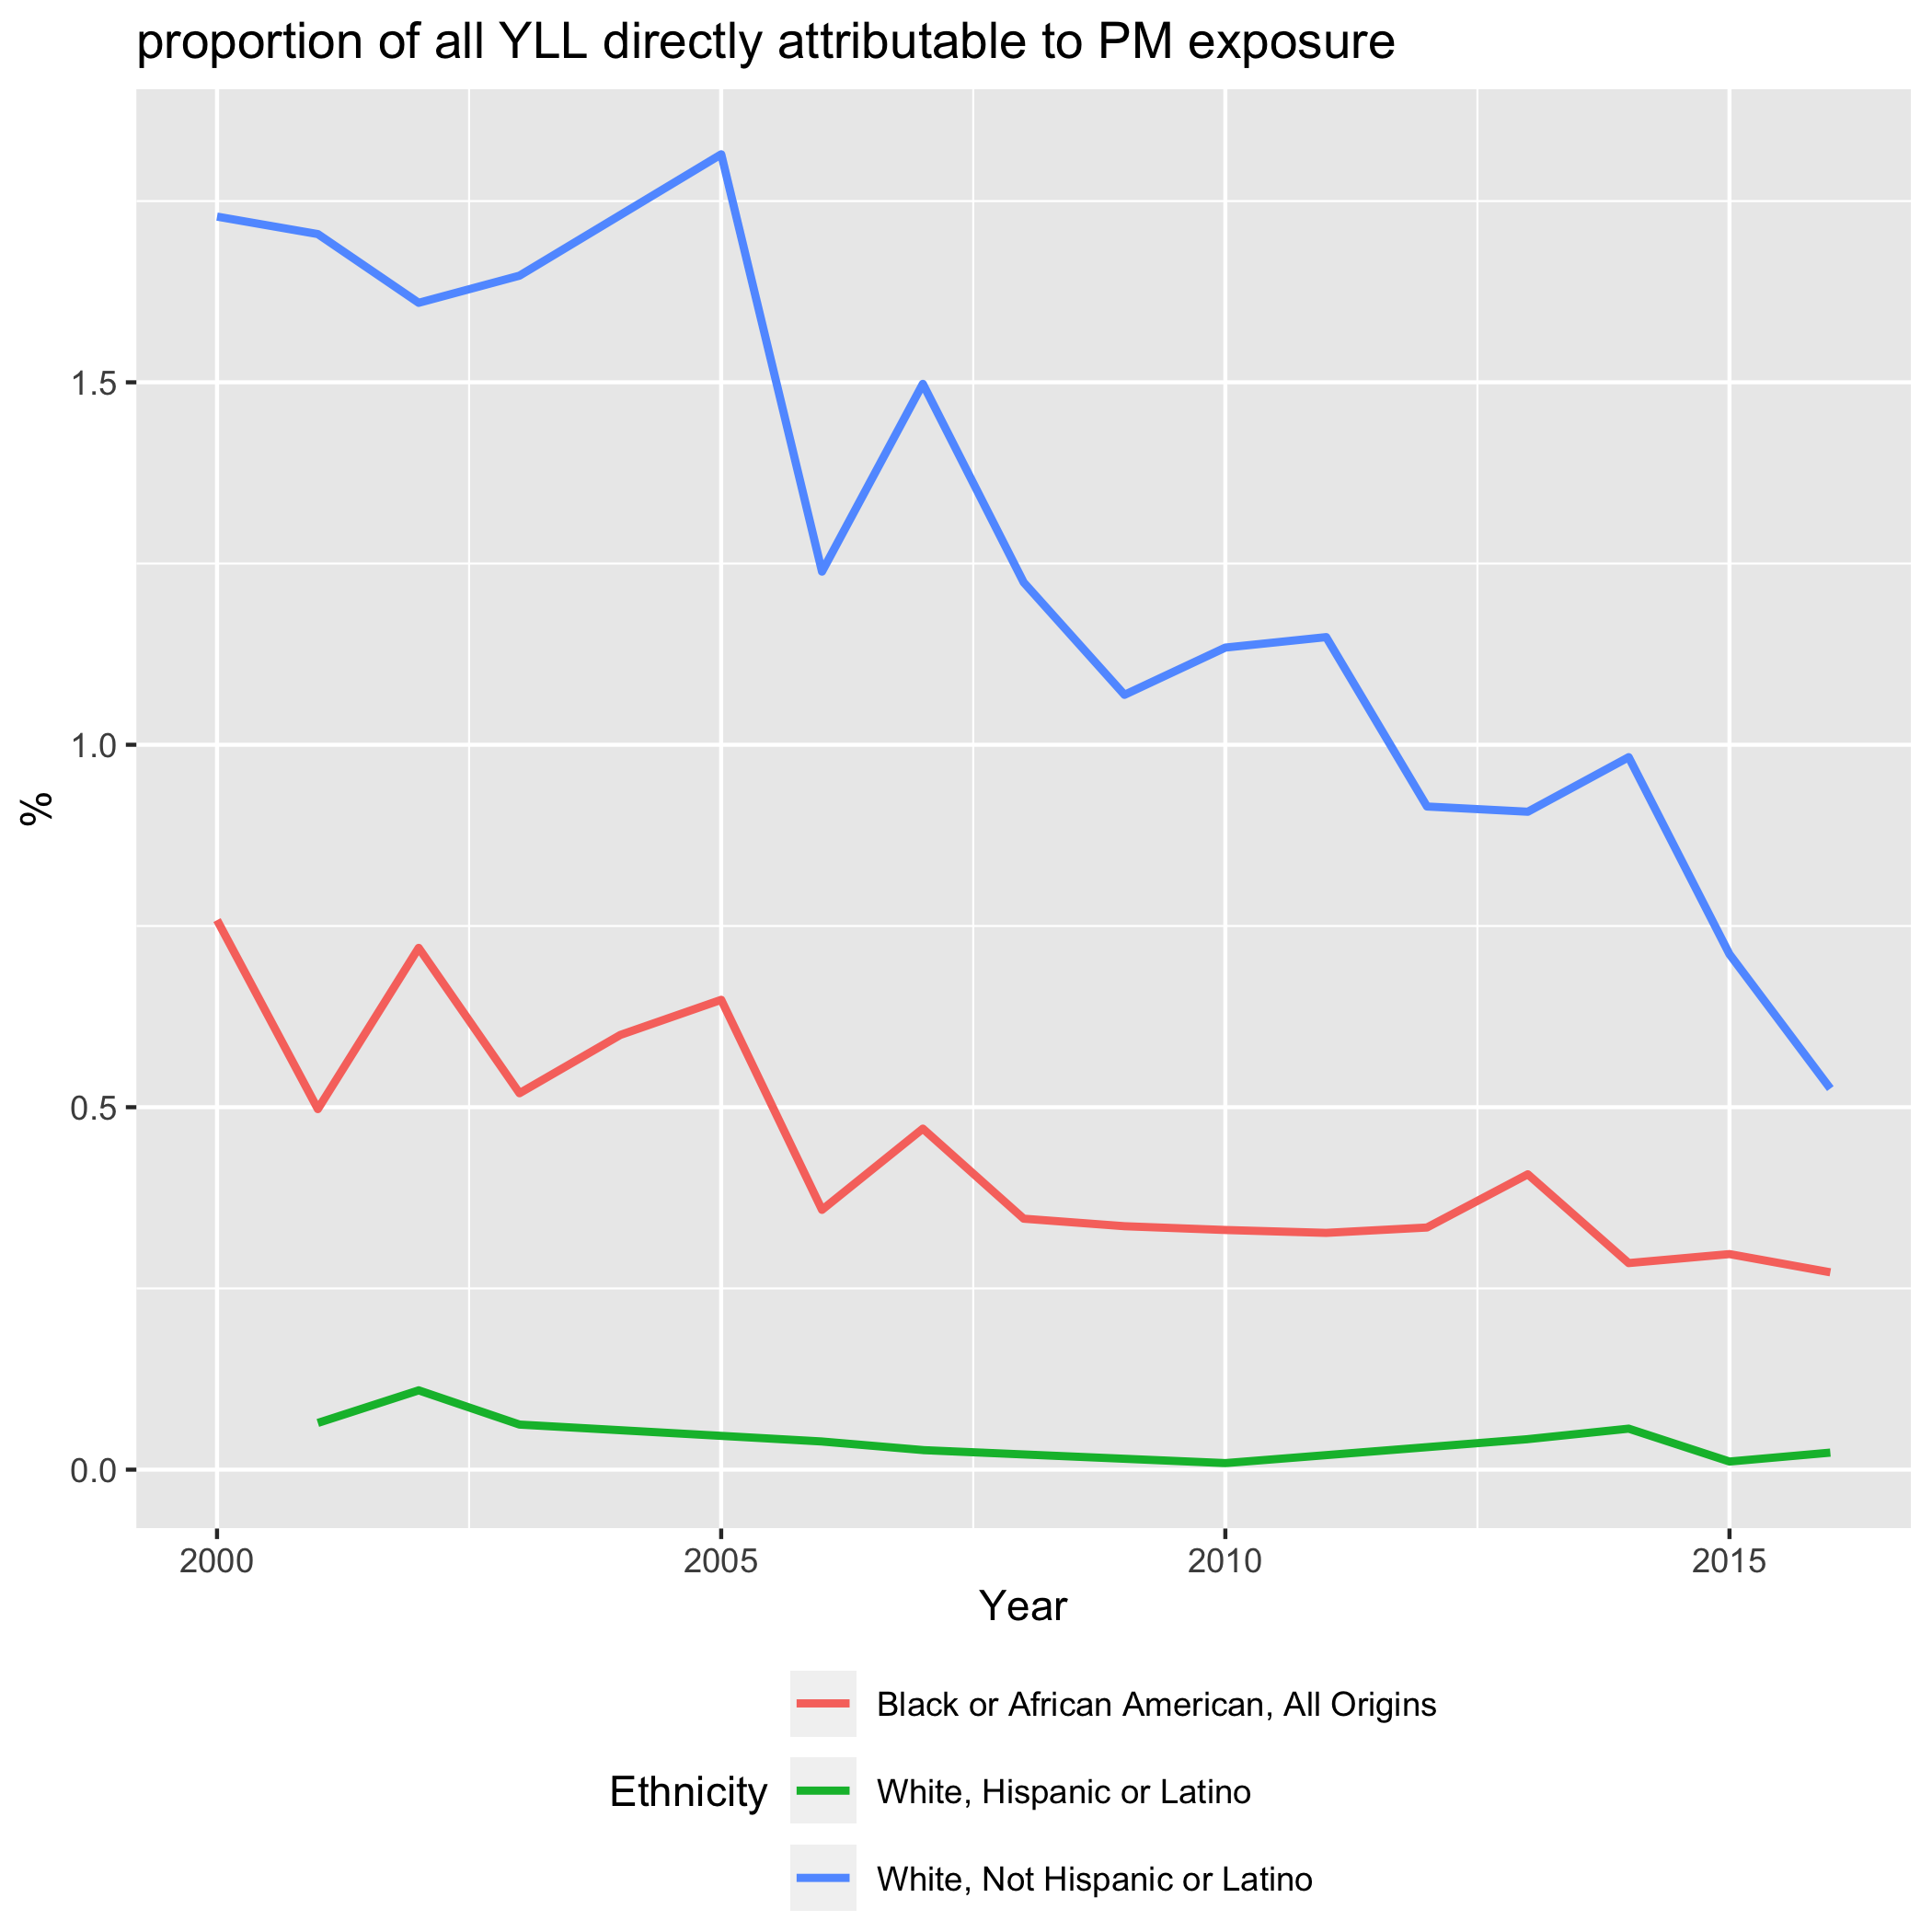 proportion of all YLL directly attributable to PM exposure
1.5
1.0
0.5
0.0
%
2000 2005 2010 2015
Year
Ethnicity
Black or African American, All Origins
White, Hispanic or Latino
White, Not Hispanic or Latino